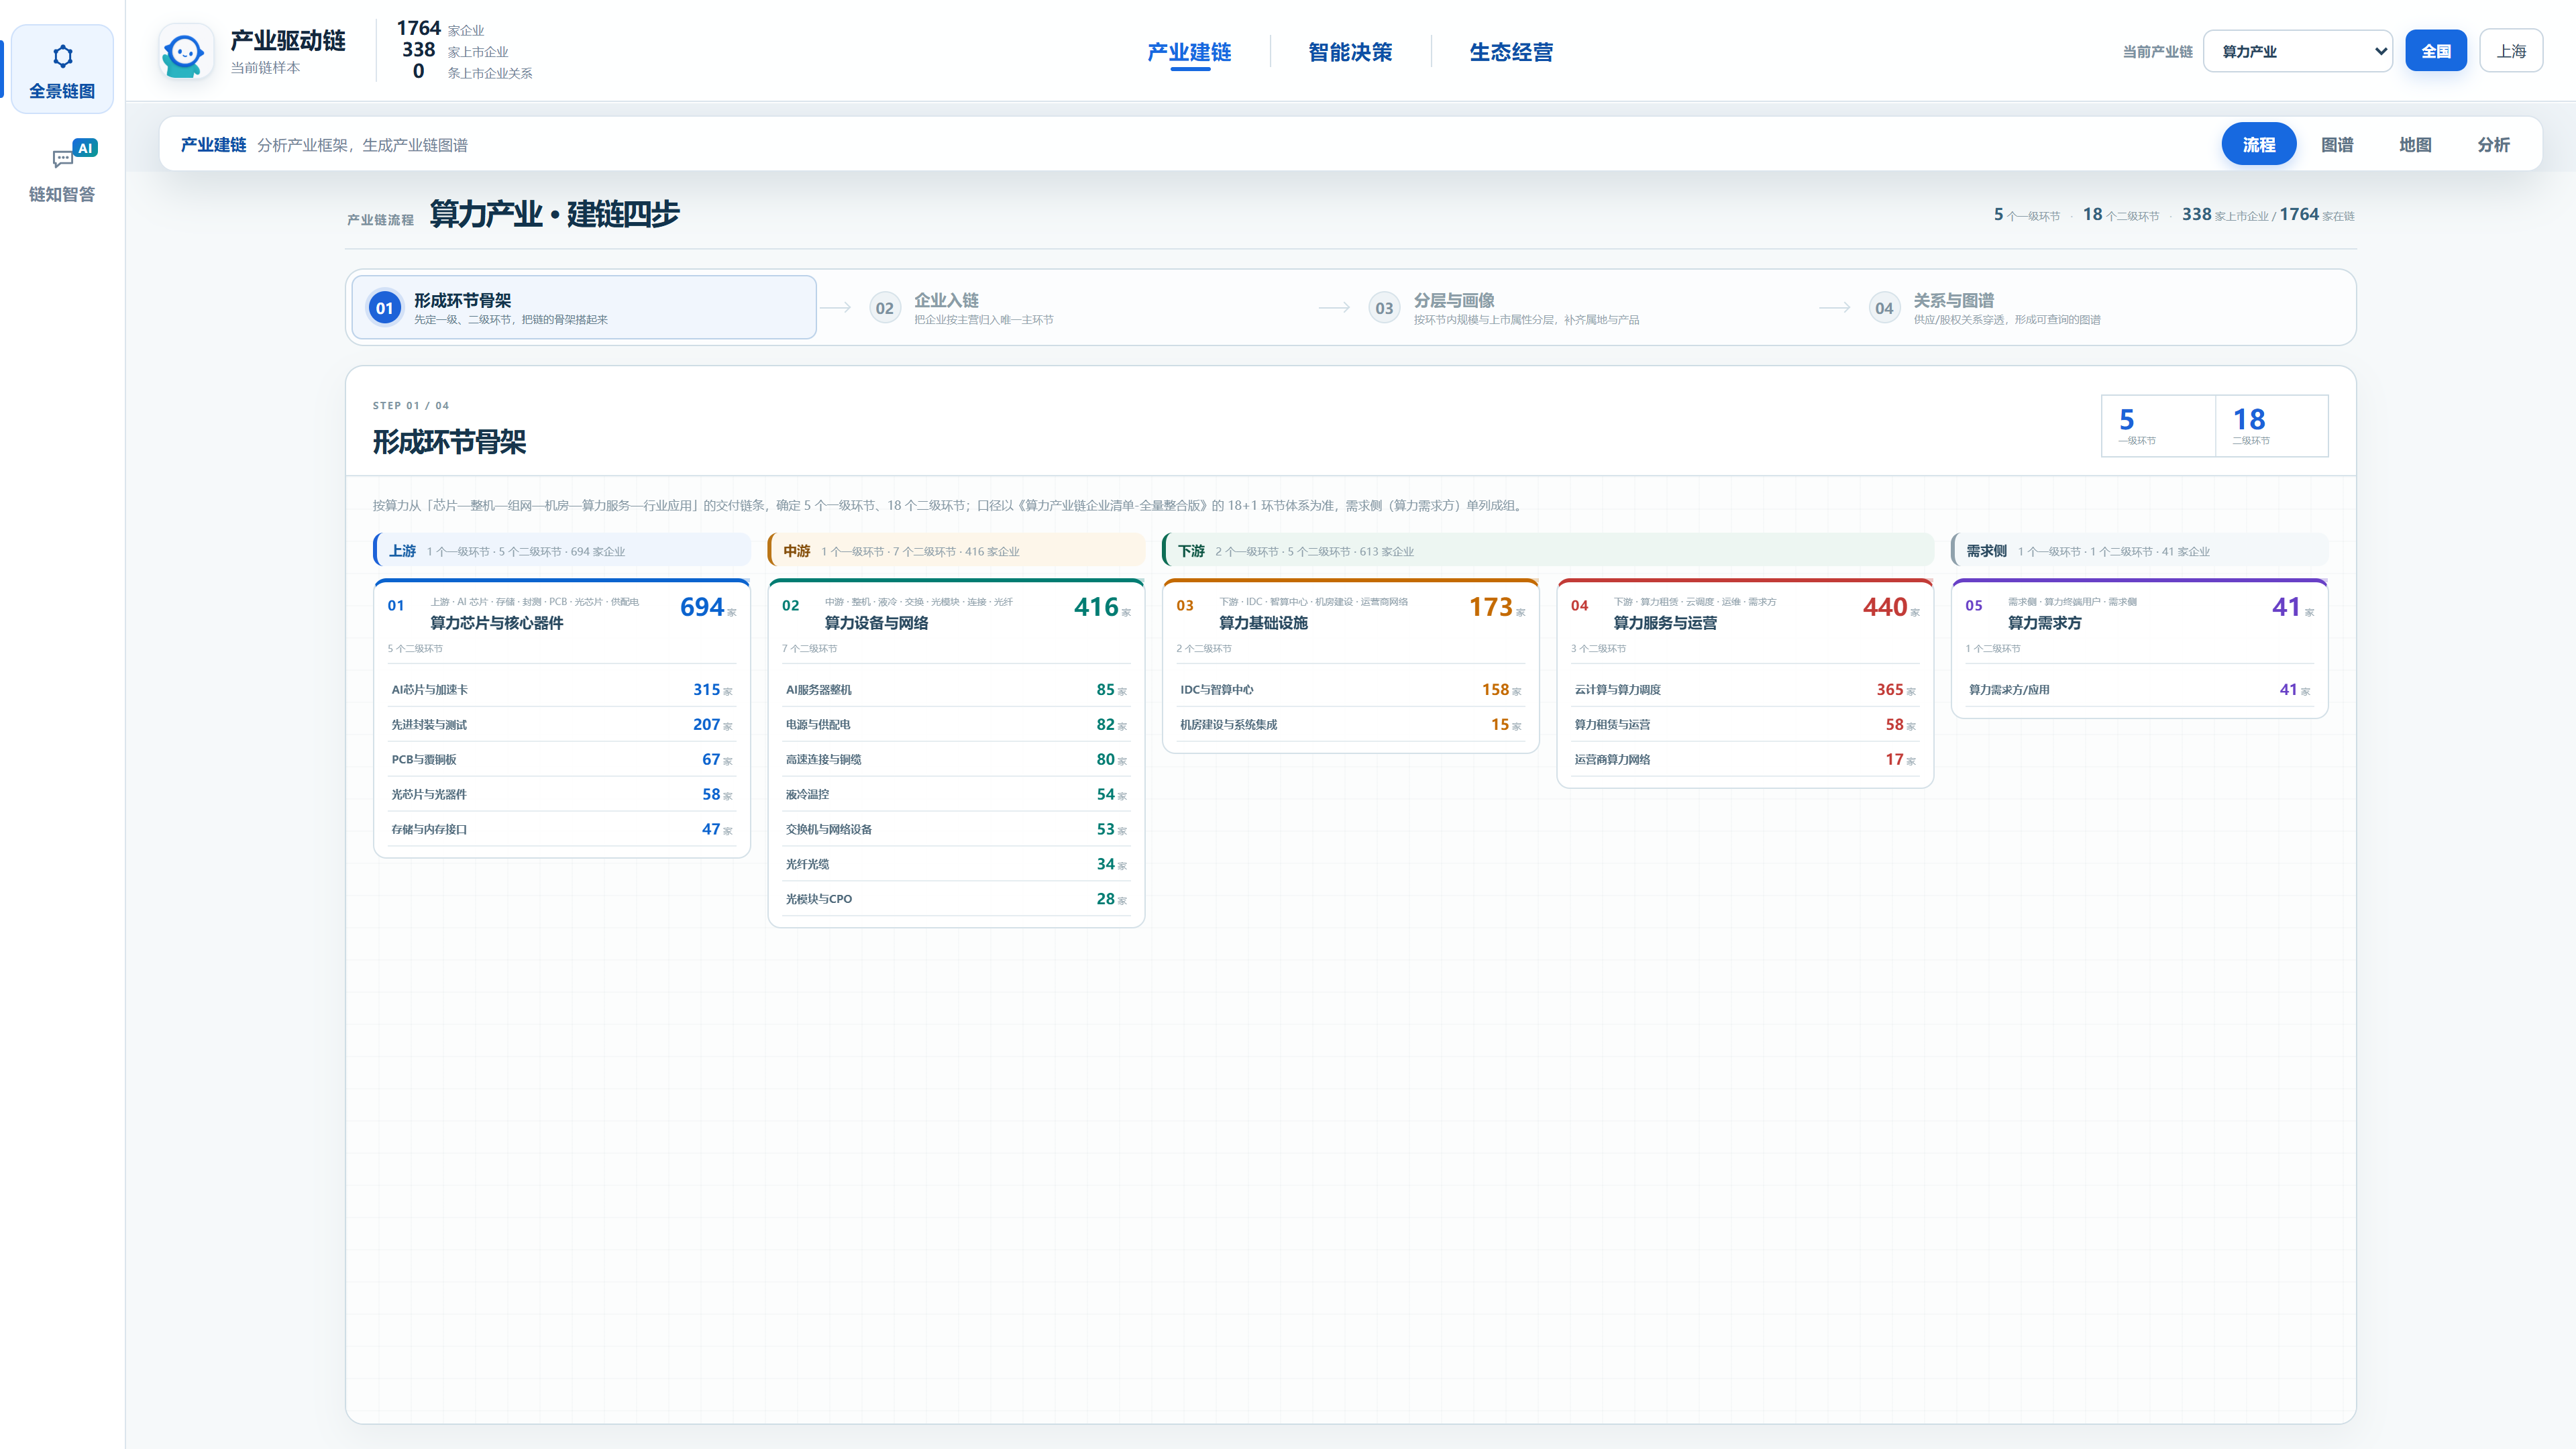 全景链图
AI
链知智答
产业驱动链
当前链样本
1764 家企业
338 家上市企业
0 条上市企业关系
产业建链
智能决策
生态经营
当前产业链
算力产业
全国
上海
产业建链 分析产业框架，生成产业链图谱
流程
图谱
地图
分析
产业链流程 算力产业 • 建链四步
5 个一级环节 · 18 个二级环节 · 338 家上市企业 / 1764 家在链
01 形成环节骨架
先定一级、二级环节，把链的骨架搭起来
02 企业入链
把企业按主营归入唯一主环节
03 分层与画像
按环节内规模与上市属性分层，补齐属地与产品
04 关系与图谱
供应/股权关系穿透，形成可查询的图谱
STEP 01 / 04
形成环节骨架
5 一级环节
18 二级环节
按算力从「芯片—整机—组网—机房—算力服务—行业应用」的交付链条，确定 5 个一级环节、18 个二级环节；口径以《算力产业链企业清单-全量整合版》的 18+1 环节体系为准，需求侧（算力需求方）单列成组。
上游 1 个一级环节 · 5 个二级环节 · 694 家企业
中游 1 个一级环节 · 7 个二级环节 · 416 家企业
下游 2 个一级环节 · 5 个二级环节 · 613 家企业
需求侧 1 个一级环节 · 1 个二级环节 · 41 家企业
01 上游 · AI 芯片 · 存储 · 封测 · PCB · 光芯片 · 供配电
算力芯片与核心器件
694 家
5 个二级环节
AI芯片与加速卡 315 家
先进封装与测试 207 家
PCB与覆铜板 67 家
光芯片与光器件 58 家
存储与内存接口 47 家
02 中游 · 整机 · 液冷 · 交换 · 光模块 · 连接 · 光纤
算力设备与网络
416 家
7 个二级环节
AI服务器整机 85 家
电源与供配电 82 家
高速连接与铜缆 80 家
液冷温控 54 家
交换机与网络设备 53 家
光纤光缆 34 家
光模块与CPO 28 家
03 下游 · IDC · 智算中心 · 机房建设 · 运营商网络
算力基础设施
173 家
2 个二级环节
IDC与智算中心 158 家
机房建设与系统集成 15 家
04 下游 · 算力租赁 · 云调度 · 运维 · 需求方
算力服务与运营
440 家
3 个二级环节
云计算与算力调度 365 家
算力租赁与运营 58 家
运营商算力网络 17 家
05 需求侧 · 算力终端用户 · 需求侧
算力需求方
41 家
1 个二级环节
算力需求方/应用 41 家